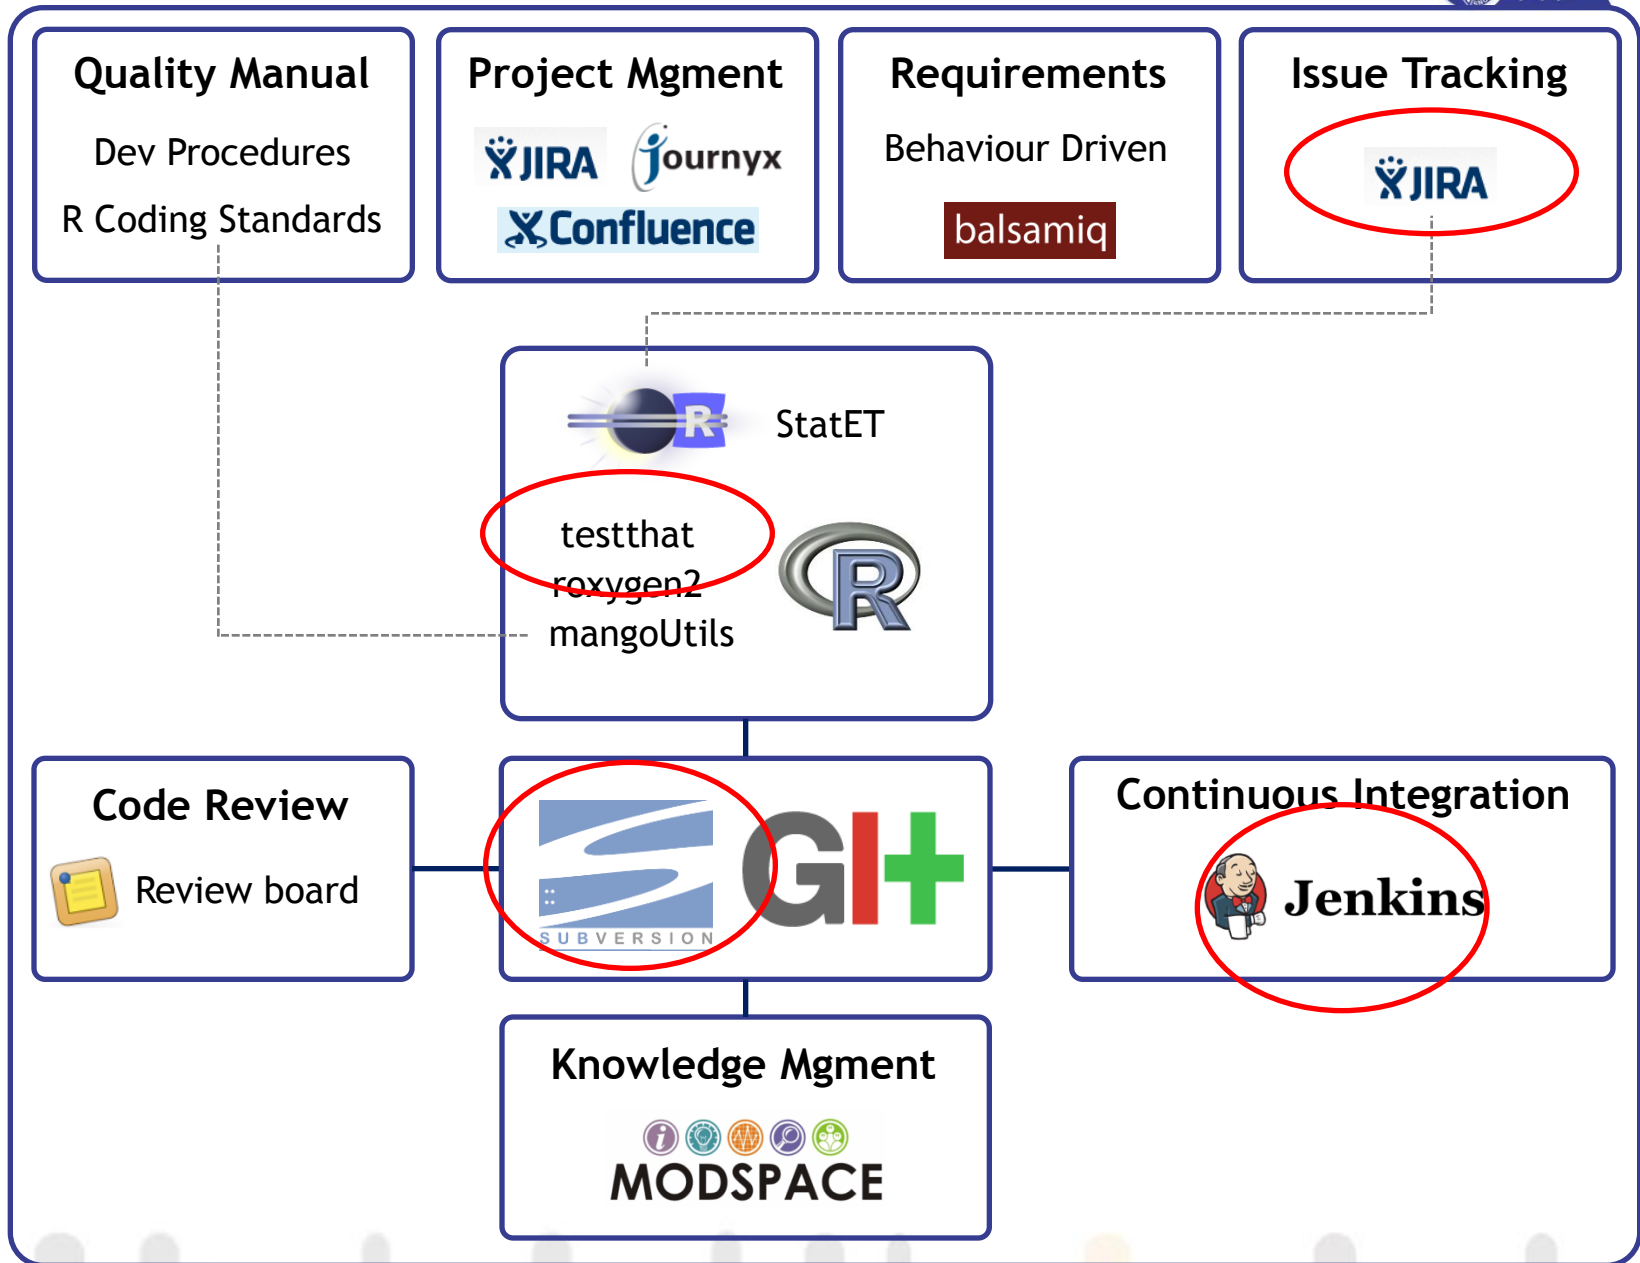 Quality Manual
Dev Procedures
R Coding Standards
Project Mgment
JIRA
journyx
Confluence
Requirements
Behaviour Driven
balsamiq
Issue Tracking
JIRA
R
StatET
testthat
roxygen2
mangoUtils
R
Code Review
Review board
SUBVERSION
GIt
Continuous Integration
Jenkins
Knowledge Mgment
i
MODSPACE